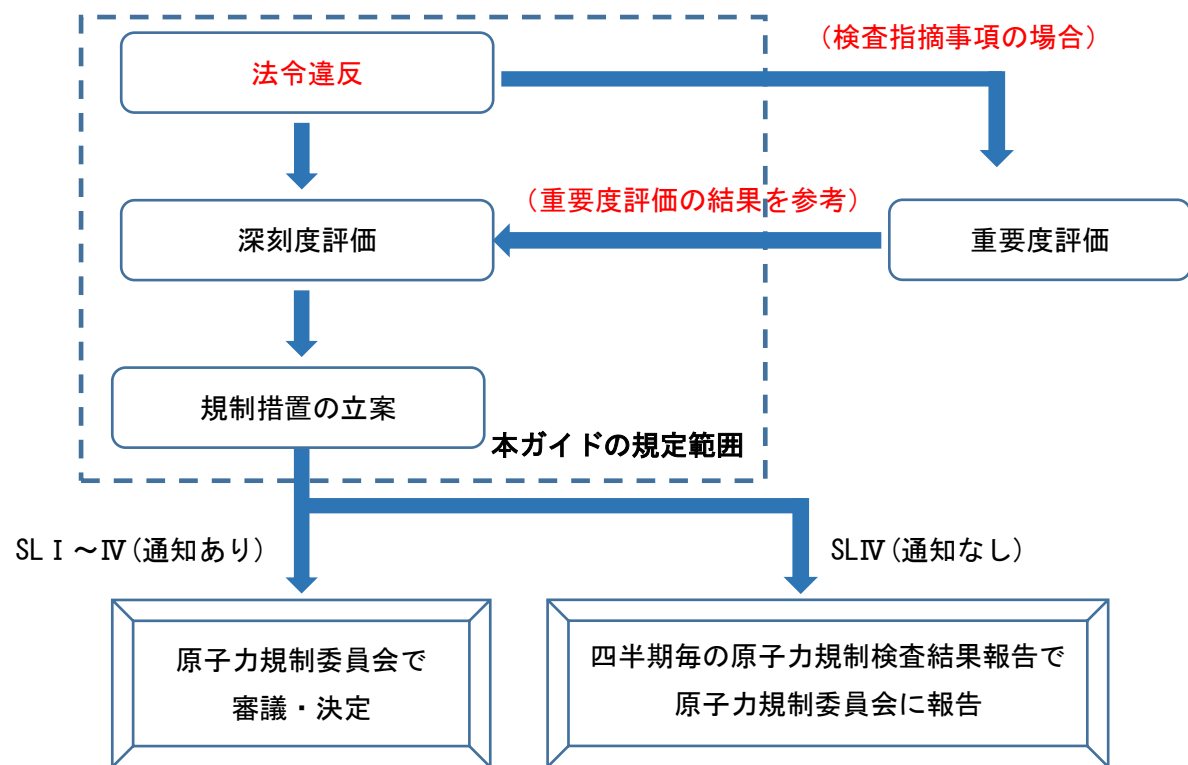 （検査指摘事項の場合）
法令違反
（重要度評価の結果を参考）
深刻度評価
重要度評価
規制措置の立案
本ガイドの規定範囲
SLⅠ～Ⅳ(通知あり)
SLⅣ(通知なし)
原子力規制委員会で
審議・決定
四半期毎の原子力規制検査結果報告で
原子力規制委員会に報告